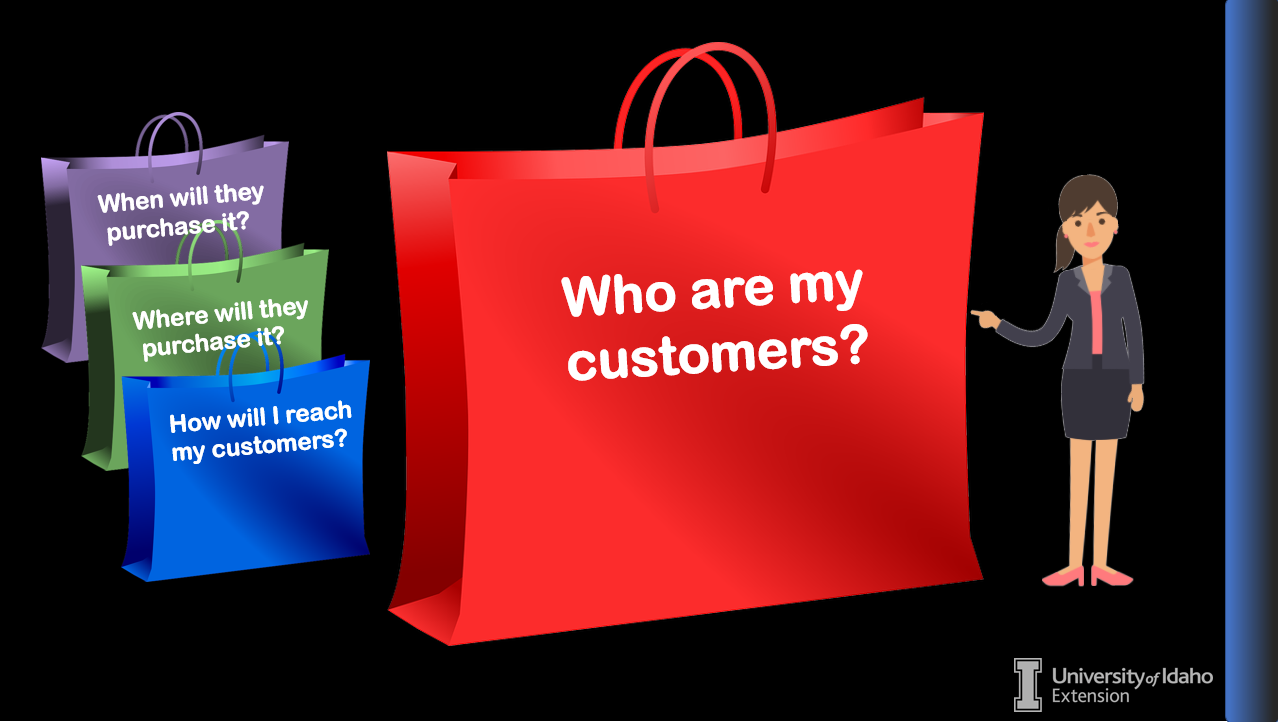 When will they
purchase it?
Where will they
purchase it?
How will I reach
my customers?
Who are my
customers?
I
University of Idaho
Extension